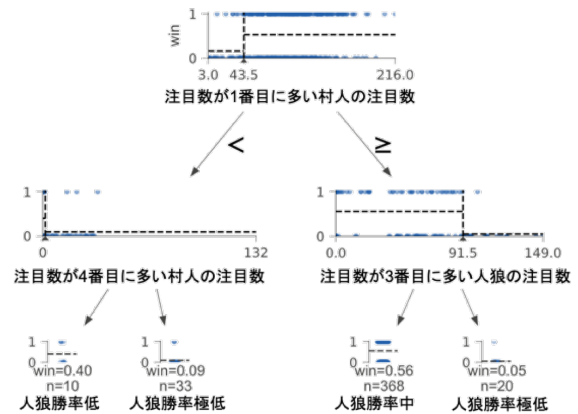 1
win
0
3.0 43.5 216.0
注目数が1番目に多い村人の注目数
< ≥
1
0
0 132
注目数が4番目に多い村人の注目数
1
0
0.0 91.5 149.0
注目数が3番目に多い人狼の注目数
1
0
win=0.40
n=10
人狼勝率低
1
0
win=0.09
n=33
人狼勝率極低
1
0
win=0.56
n=368
人狼勝率中
1
0
win=0.05
n=20
人狼勝率極低